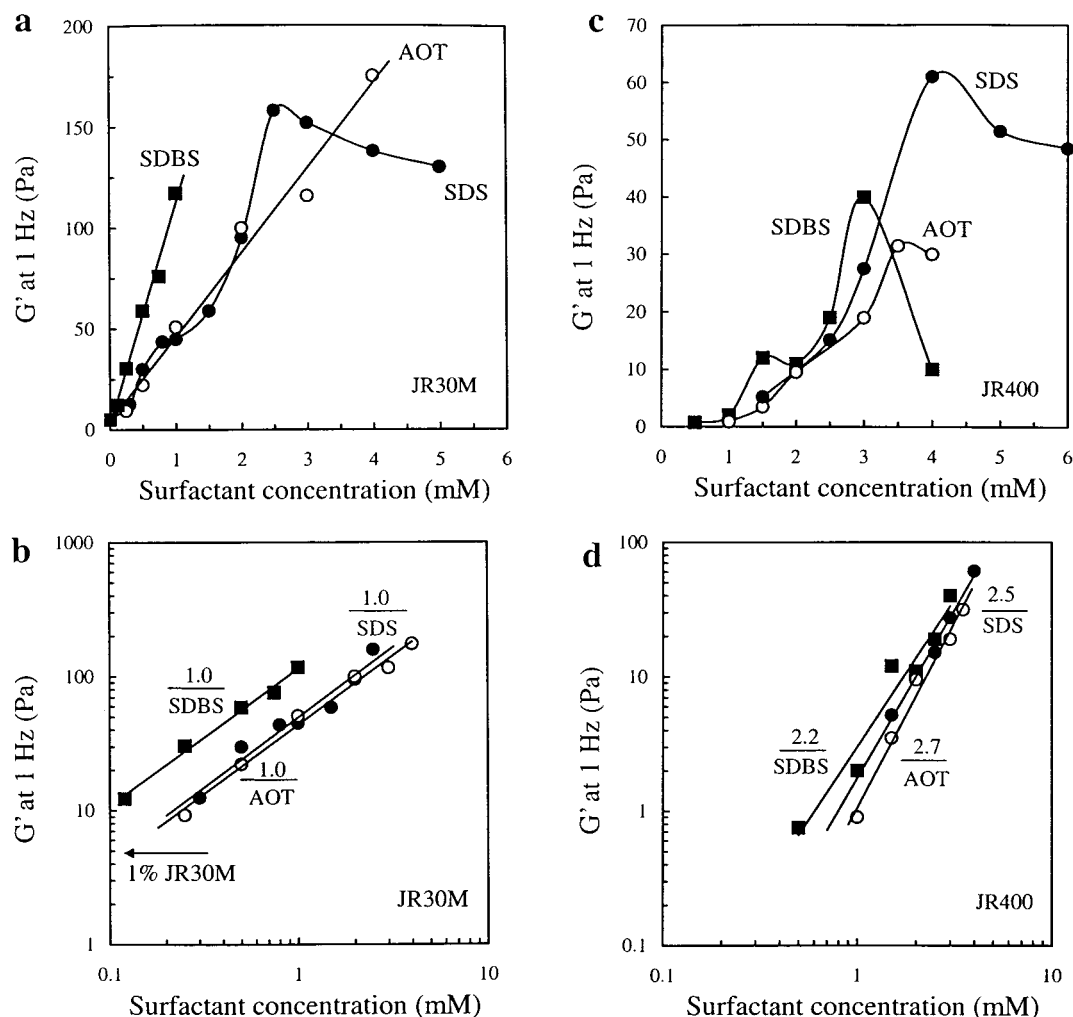 a
200
150
100
50
0
G' at 1 Hz (Pa)
AOT
SDBS
SDS
JR30M
0 1 2 3 4 5 6
Surfactant concentration (mM)
c
70
60
50
40
30
20
10
0
G' at 1 Hz (Pa)
SDS
SDBS
AOT
JR400
0 1 2 3 4 5 6
Surfactant concentration (mM)
b
1000
100
10
1
G' at 1 Hz (Pa)
1.0
SDS
1.0
SDBS
1.0
AOT
1% JR30M
JR30M
0.1 1 10
Surfactant concentration (mM)
d
100
10
1
0.1
G' at 1 Hz (Pa)
2.5
SDS
2.2
SDBS
2.7
AOT
JR400
0.1 1 10
Surfactant concentration (mM)